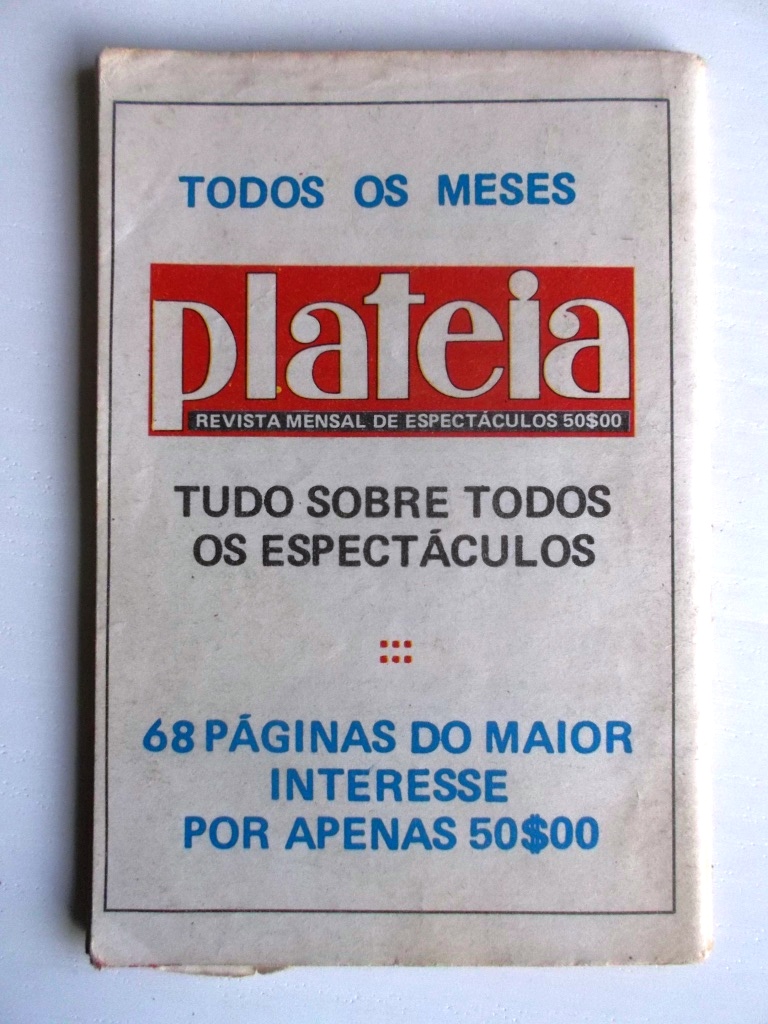 TODOS OS MESES
plateia
REVISTA MENSAL DE ESPECTÁCULOS 50$00
TUDO SOBRE TODOS
OS ESPECTÁCULOS
68 PÁGINAS DO MAIOR
INTERESSE
POR APENAS 50$00